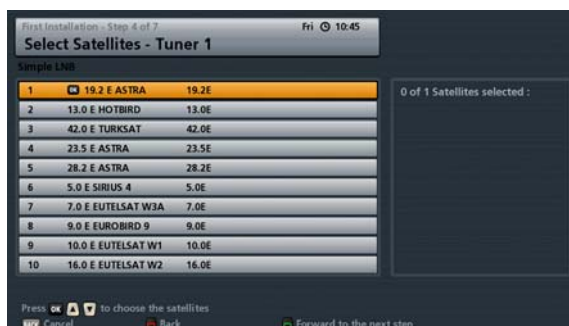 First Installation - Step 4 of 7 Fri 10:45
Select Satellites - Tuner 1
Simple LNB
1 OK 19.2 E ASTRA 19.2E
2 13.0 E HOTBIRD 13.0E
3 42.0 E TURKSAT 42.0E
4 23.5 E ASTRA 23.5E
5 28.2 E ASTRA 28.2E
6 5.0 E SIRIUS 4 5.0E
7 7.0 E EUTELSAT W3A 7.0E
8 9.0 E EUROBIRD 9 9.0E
9 10.0 E EUTELSAT W1 10.0E
10 16.0 E EUTELSAT W2 16.0E
0 of 1 Satellites selected :
Press OK to choose the satellites
Cancel Back Forward to the next step